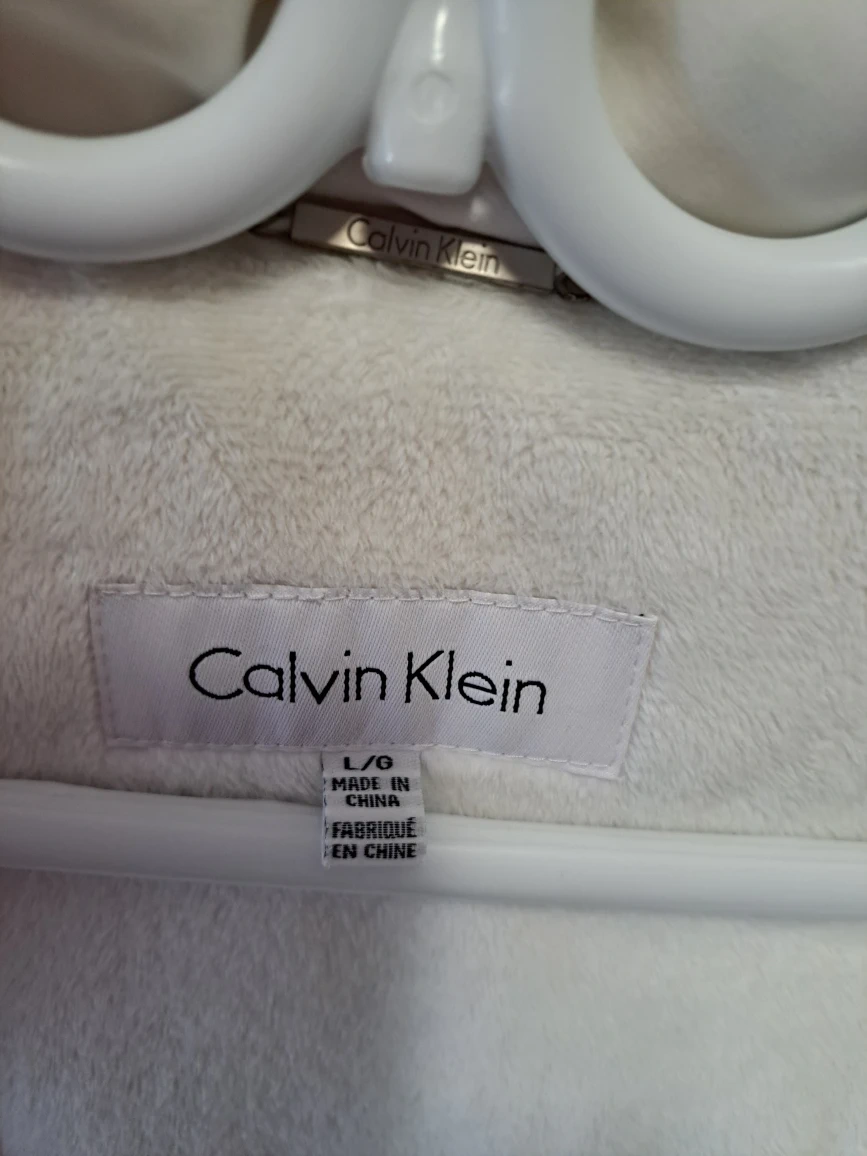 Calvin Klein
Calvin Klein
L/G
MADE IN
CHINA
FABRIQUÉ
EN CHINE